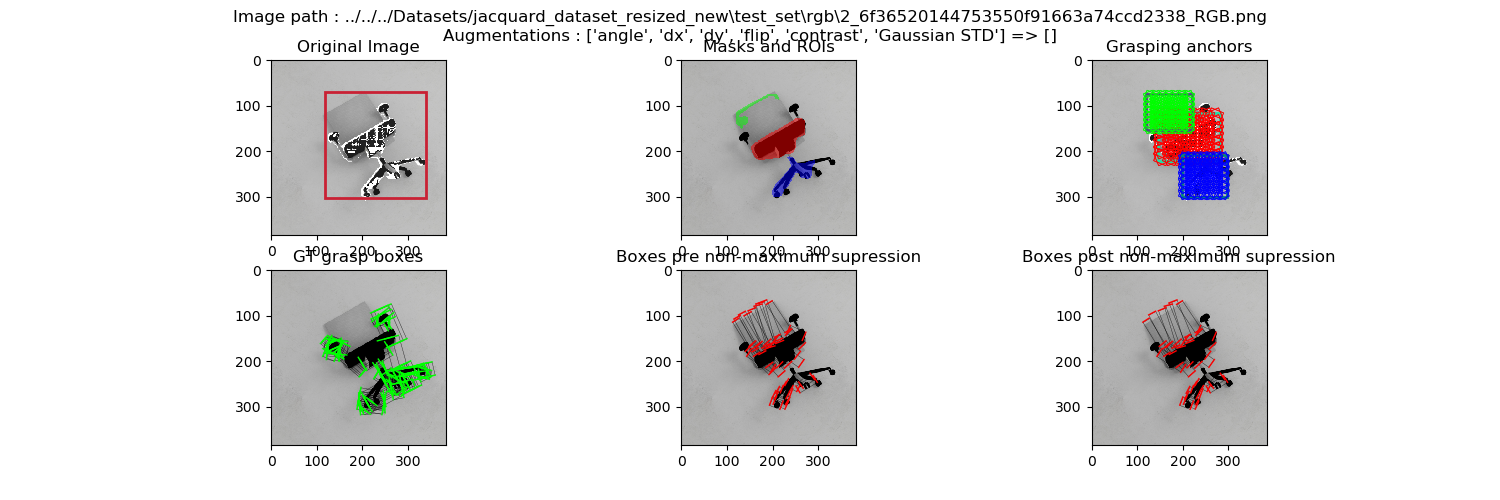 Image path : ../../../Datasets/jacquard_dataset_resized_new\test_set\rgb\2_6f36520144753550f91663a74ccd2338_RGB.png
Augmentations : ['angle', 'dx', 'dy', 'flip', 'contrast', 'Gaussian STD'] => []
Original Image
Masks and ROIs
Grasping anchors
0 0 0
100 100 100
200 200 200
300 300 300
0 100 200 300 0 100 200 300 0 100 200 300
GT grasp boxes
Boxes pre non-maximum supression
Boxes post non-maximum supression
0 0 0
100 100 100
200 200 200
300 300 300
0 100 200 300 0 100 200 300 0 100 200 300